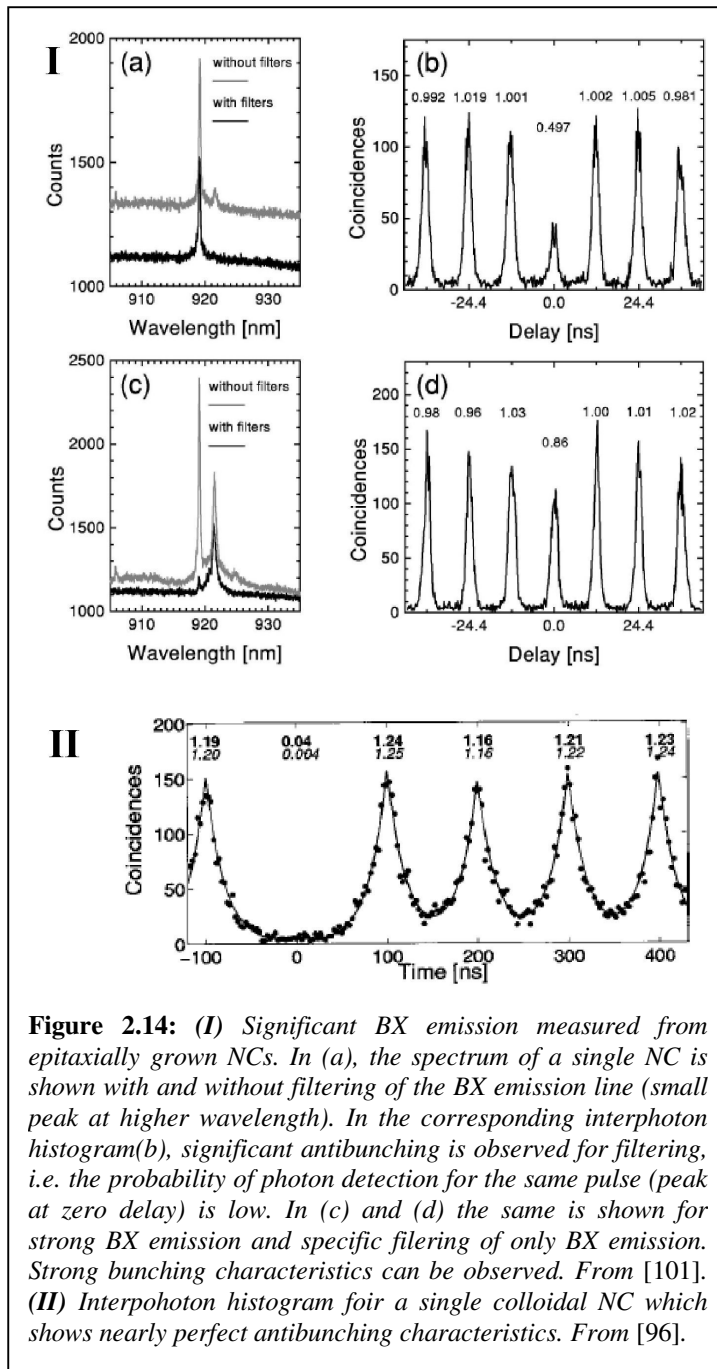 I
(a)
2000
without filters
with filters
1500
1000
Counts
910 920 930
Wavelength [nm]
(b)
150
100
50
0
Coincidences
0.992 1.019 1.001 0.497 1.002 1.005 0.981
-24.4 0.0 24.4
Delay [ns]
(c)
2500
without filters
with filters
2000
1500
1000
Counts
910 920 930
Wavelength [nm]
(d)
200
150
100
50
0
Coincidences
0.98 0.96 1.03 0.86 1.00 1.01 1.02
-24.4 0.0 24.4
Delay [ns]
II
200
150
100
50
0
Coincidences
1.19 0.04 1.24 1.16 1.21 1.23
1.20 0.004 1.25 1.16 1.22 1.24
−100 0 100 200 300 400
Time [ns]
Figure 2.14: (I) Significant BX emission measured from
epitaxially grown NCs. In (a), the spectrum of a single NC is
shown with and without filtering of the BX emission line (small
peak at higher wavelength). In the corresponding interphoton
histogram(b), significant antibunching is observed for filtering,
i.e. the probability of photon detection for the same pulse (peak
at zero delay) is low. In (c) and (d) the same is shown for
strong BX emission and specific filering of only BX emission.
Strong bunching characteristics can be observed. From [101].
(II) Interpohoton histogram foir a single colloidal NC which
shows nearly perfect antibunching characteristics. From [96].